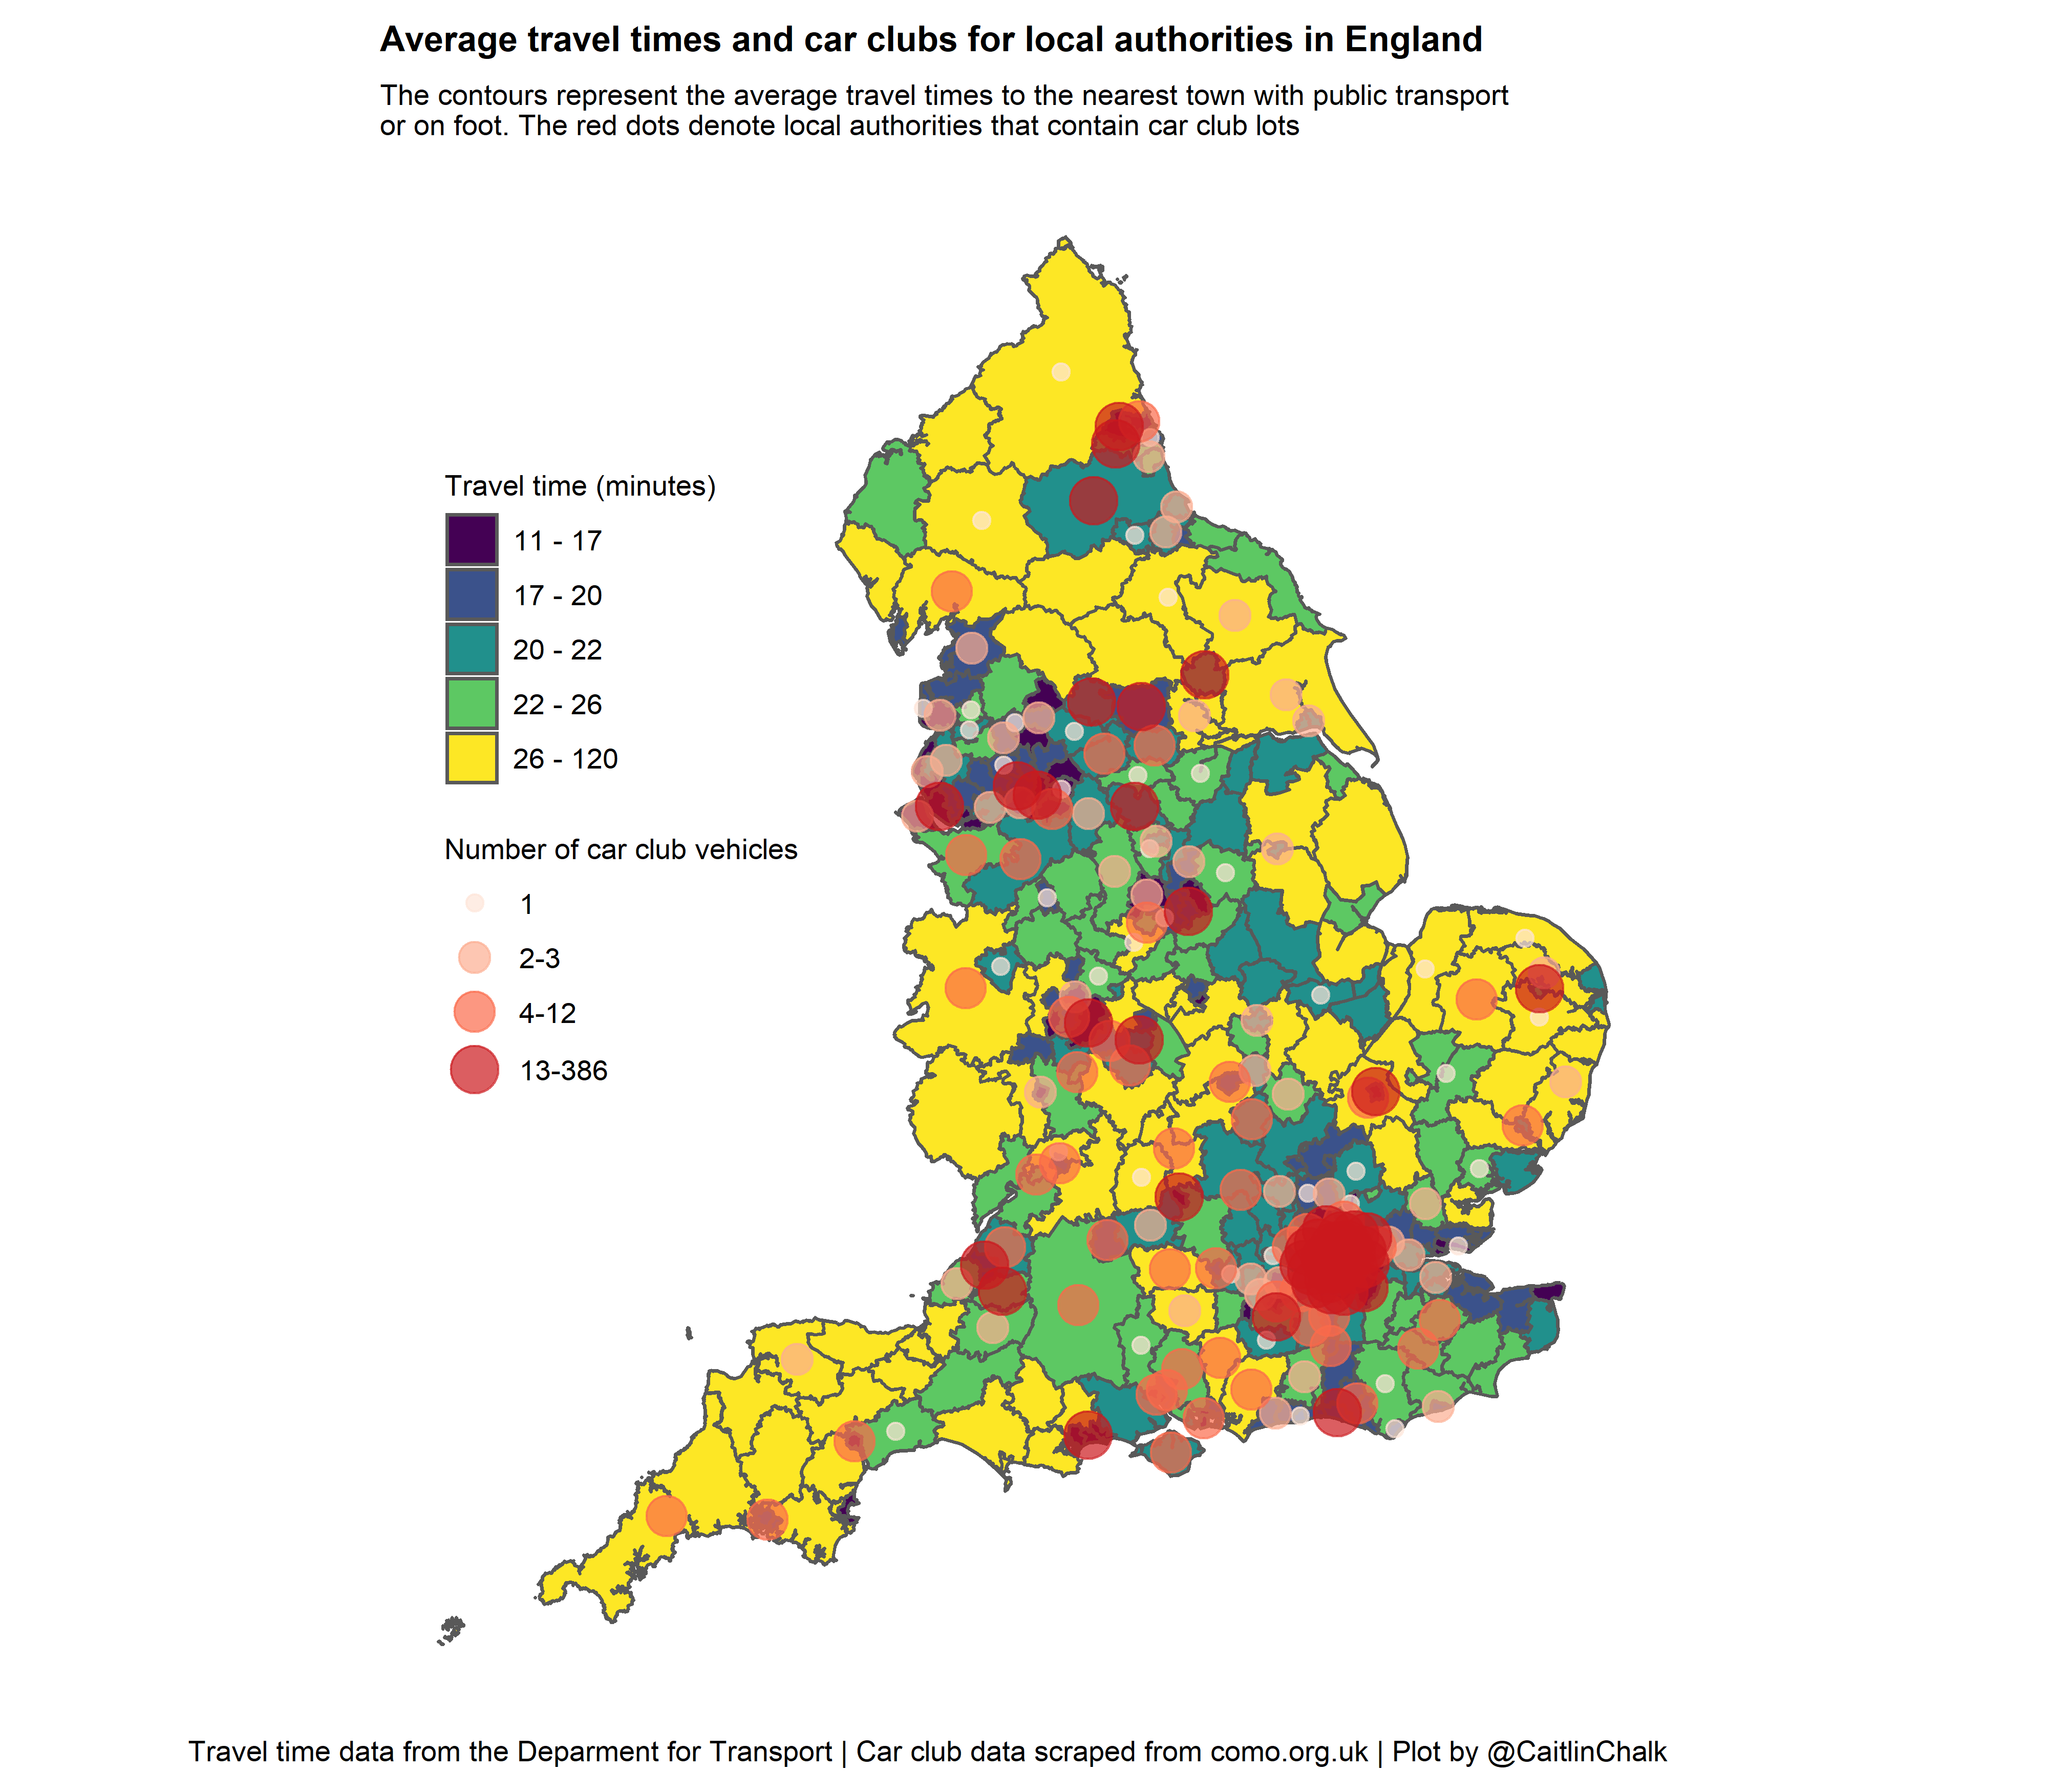 Average travel times and car clubs for local authorities in England
The contours represent the average travel times to the nearest town with public transport
or on foot. The red dots denote local authorities that contain car club lots
Travel time (minutes)
11 - 17
17 - 20
20 - 22
22 - 26
26 - 120
Number of car club vehicles
1
2-3
4-12
13-386
Travel time data from the Deparment for Transport | Car club data scraped from como.org.uk | Plot by @CaitlinChalk